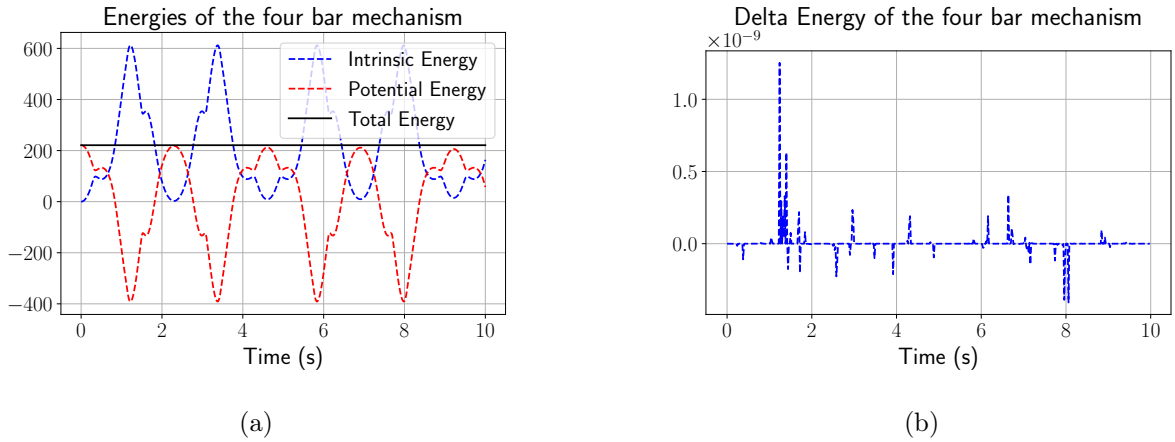 Energies of the four bar mechanism
600
400
200
0
−200
−400
0
2
4
6
8
10
Time (s)
Intrinsic Energy
Potential Energy
Total Energy
(a)
Delta Energy of the four bar mechanism
×10⁻⁹
1.0
0.5
0.0
0
2
4
6
8
10
Time (s)
(b)